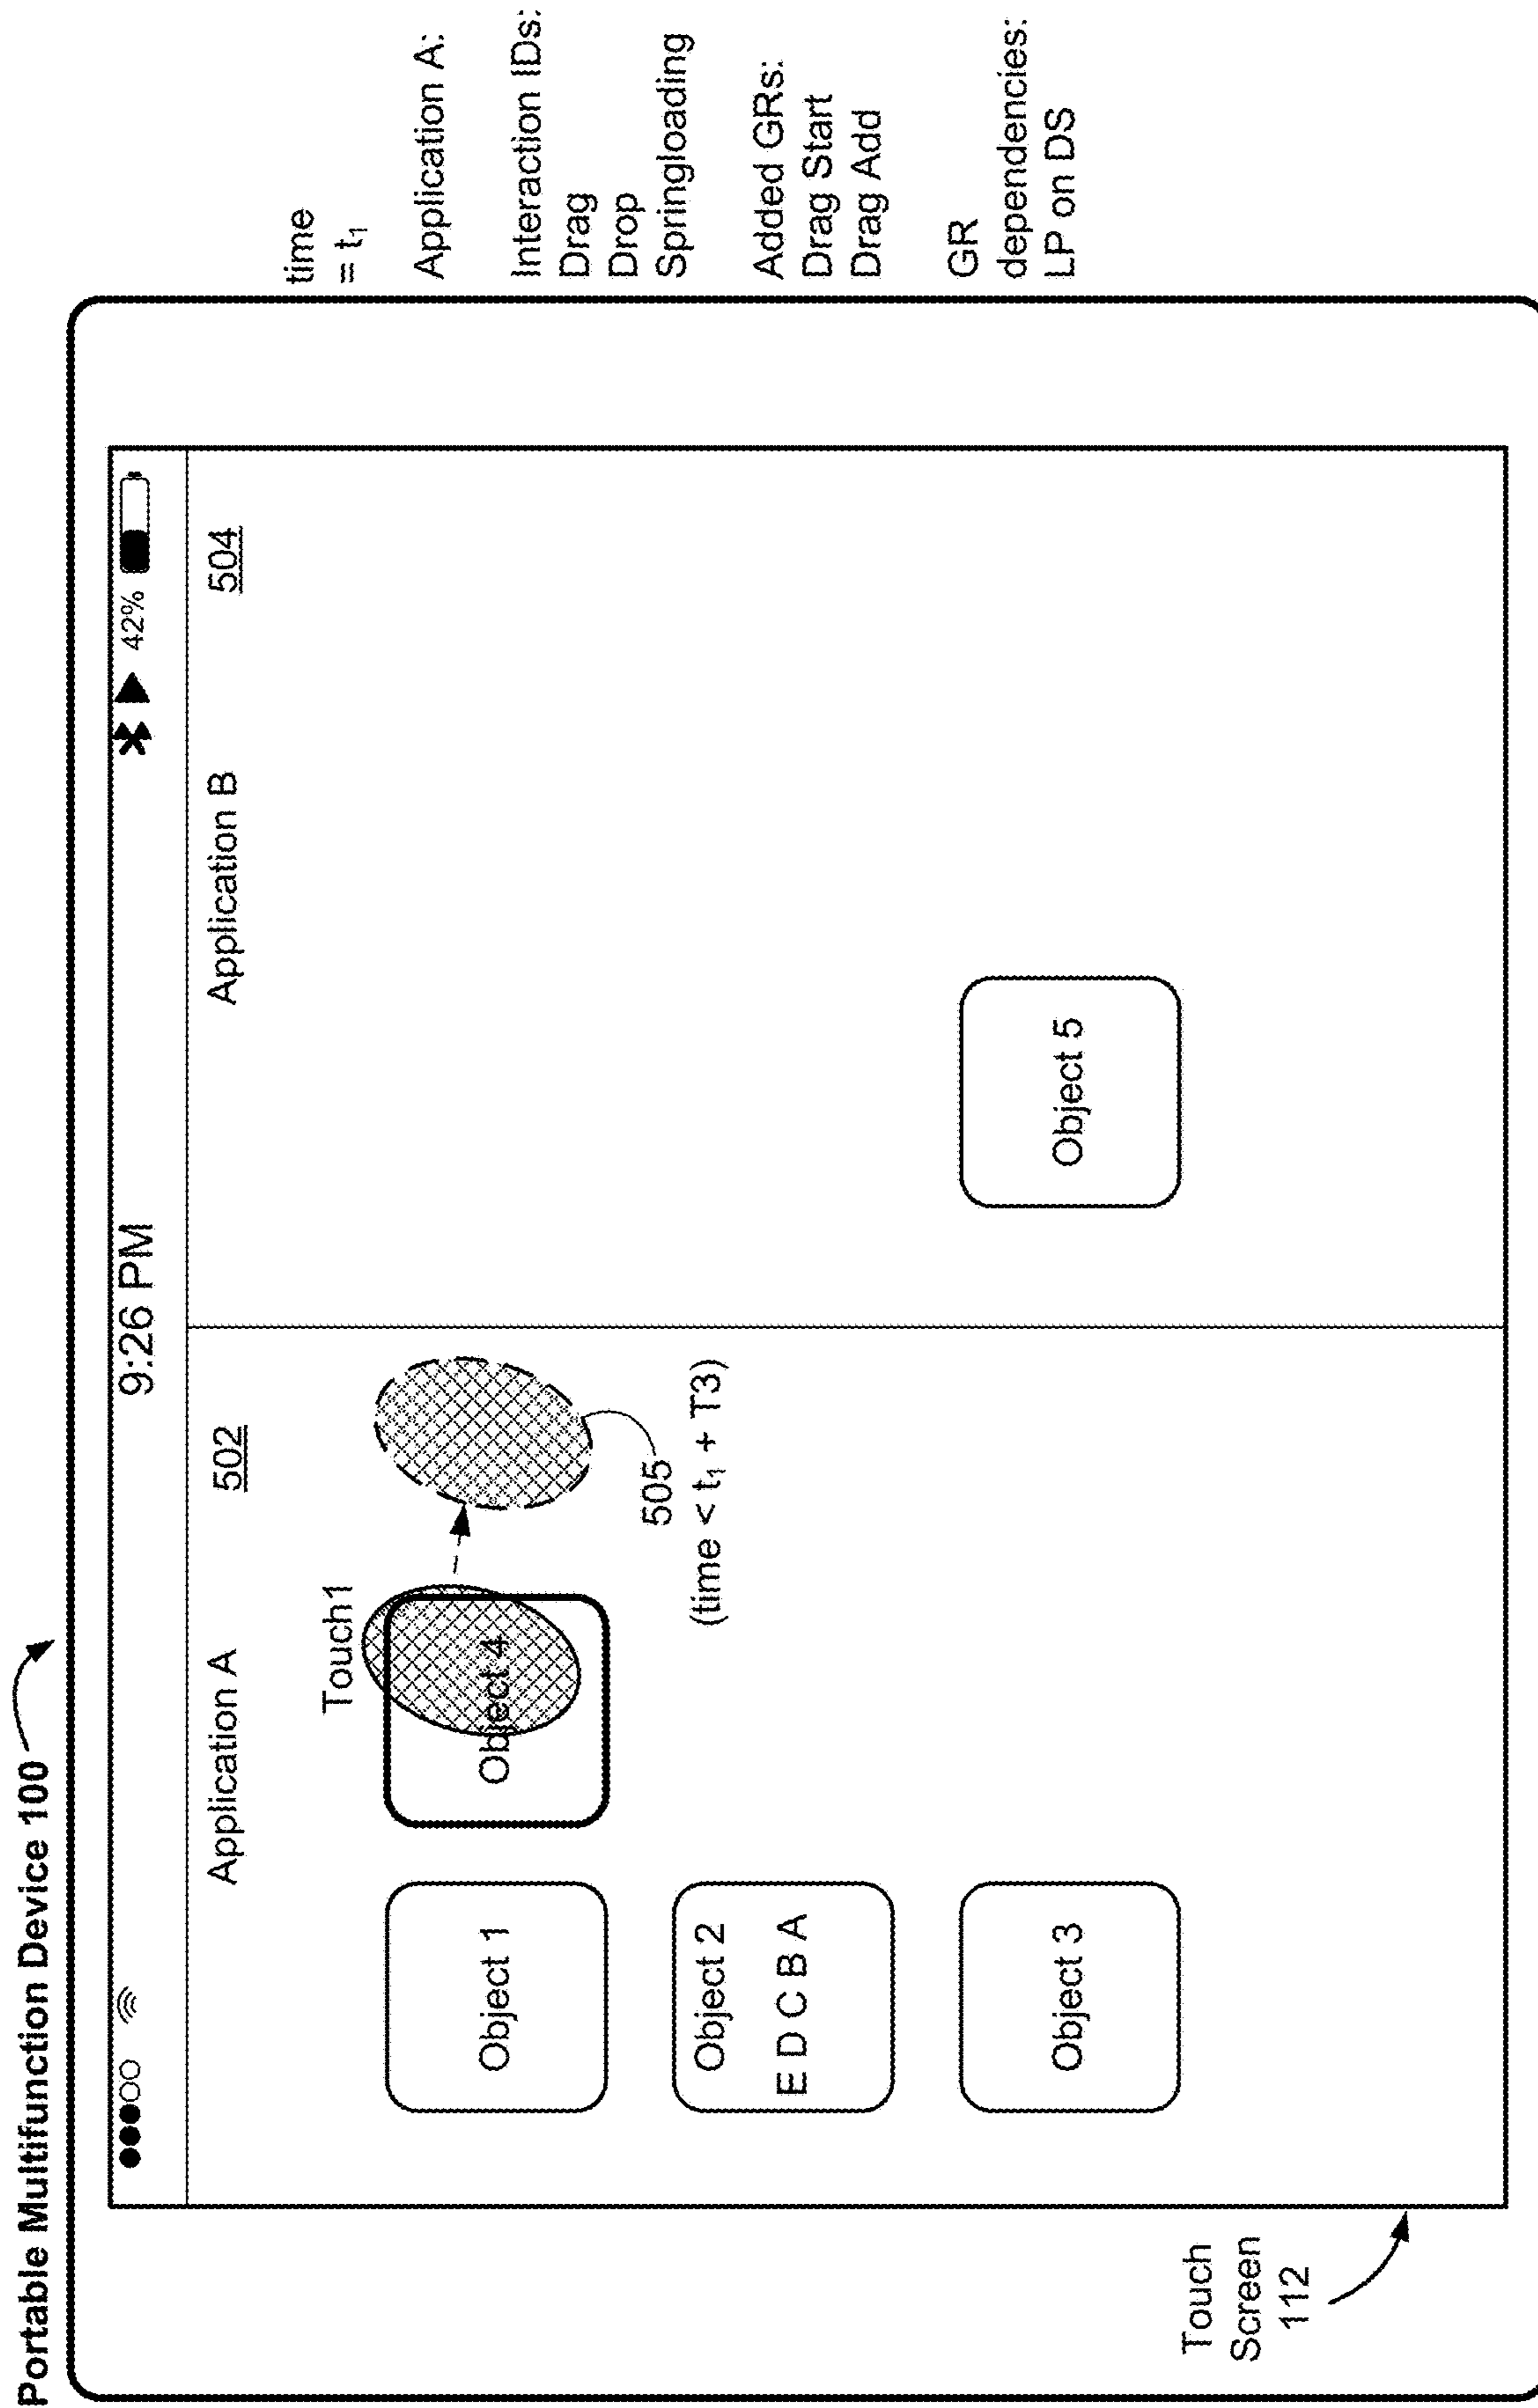 Portable Multifunction Device 100
9:26 PM
42%
Application A
502
Application B
504
Touch1
Object 1
Object 4
505
(time < t₁ + T3)
Object 2
E D C B A
Object 3
Object 5
Touch
Screen
112
time
= t₁
Application A:
Interaction IDs:
Drag
Drop
Springloading
Added GRs:
Drag Start
Drag Add
GR
dependencies:
LP on DS